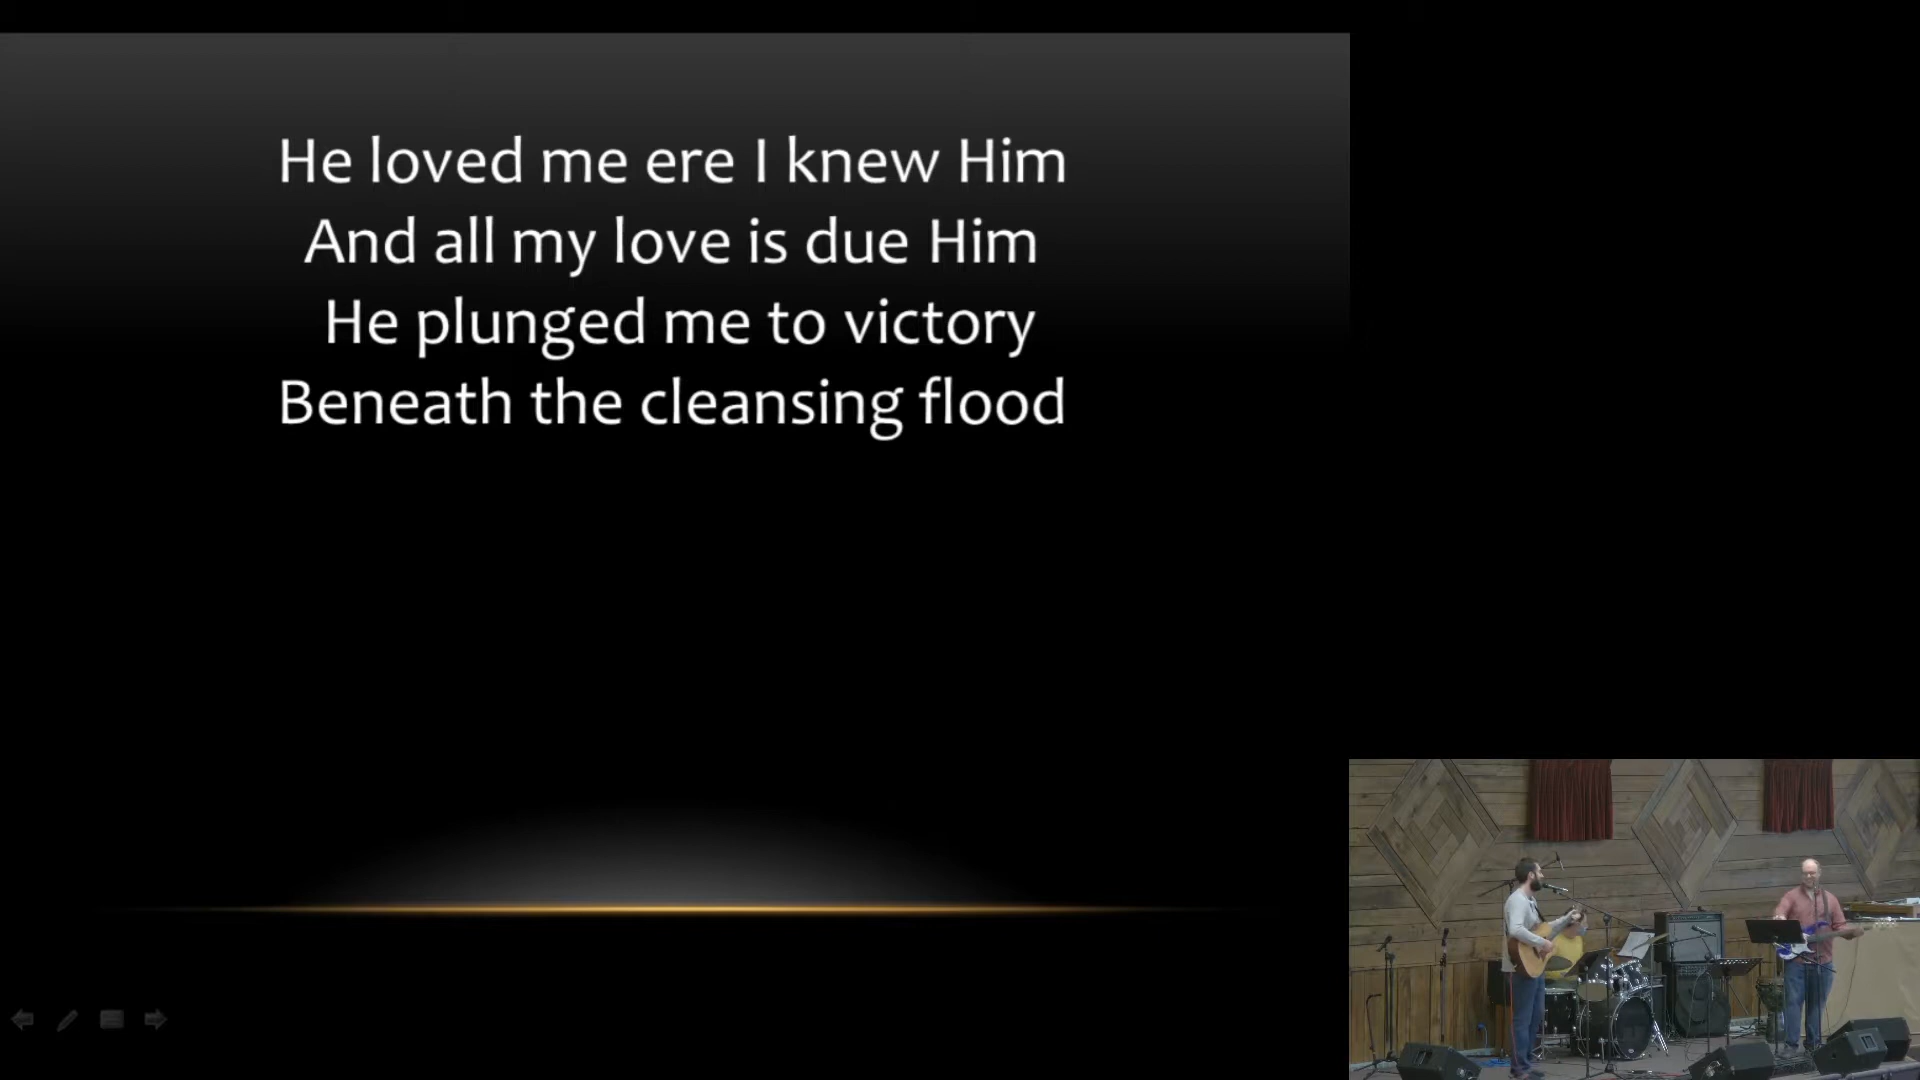 He loved me ere I knew Him
And all my love is due Him
He plunged me to victory
Beneath the cleansing flood